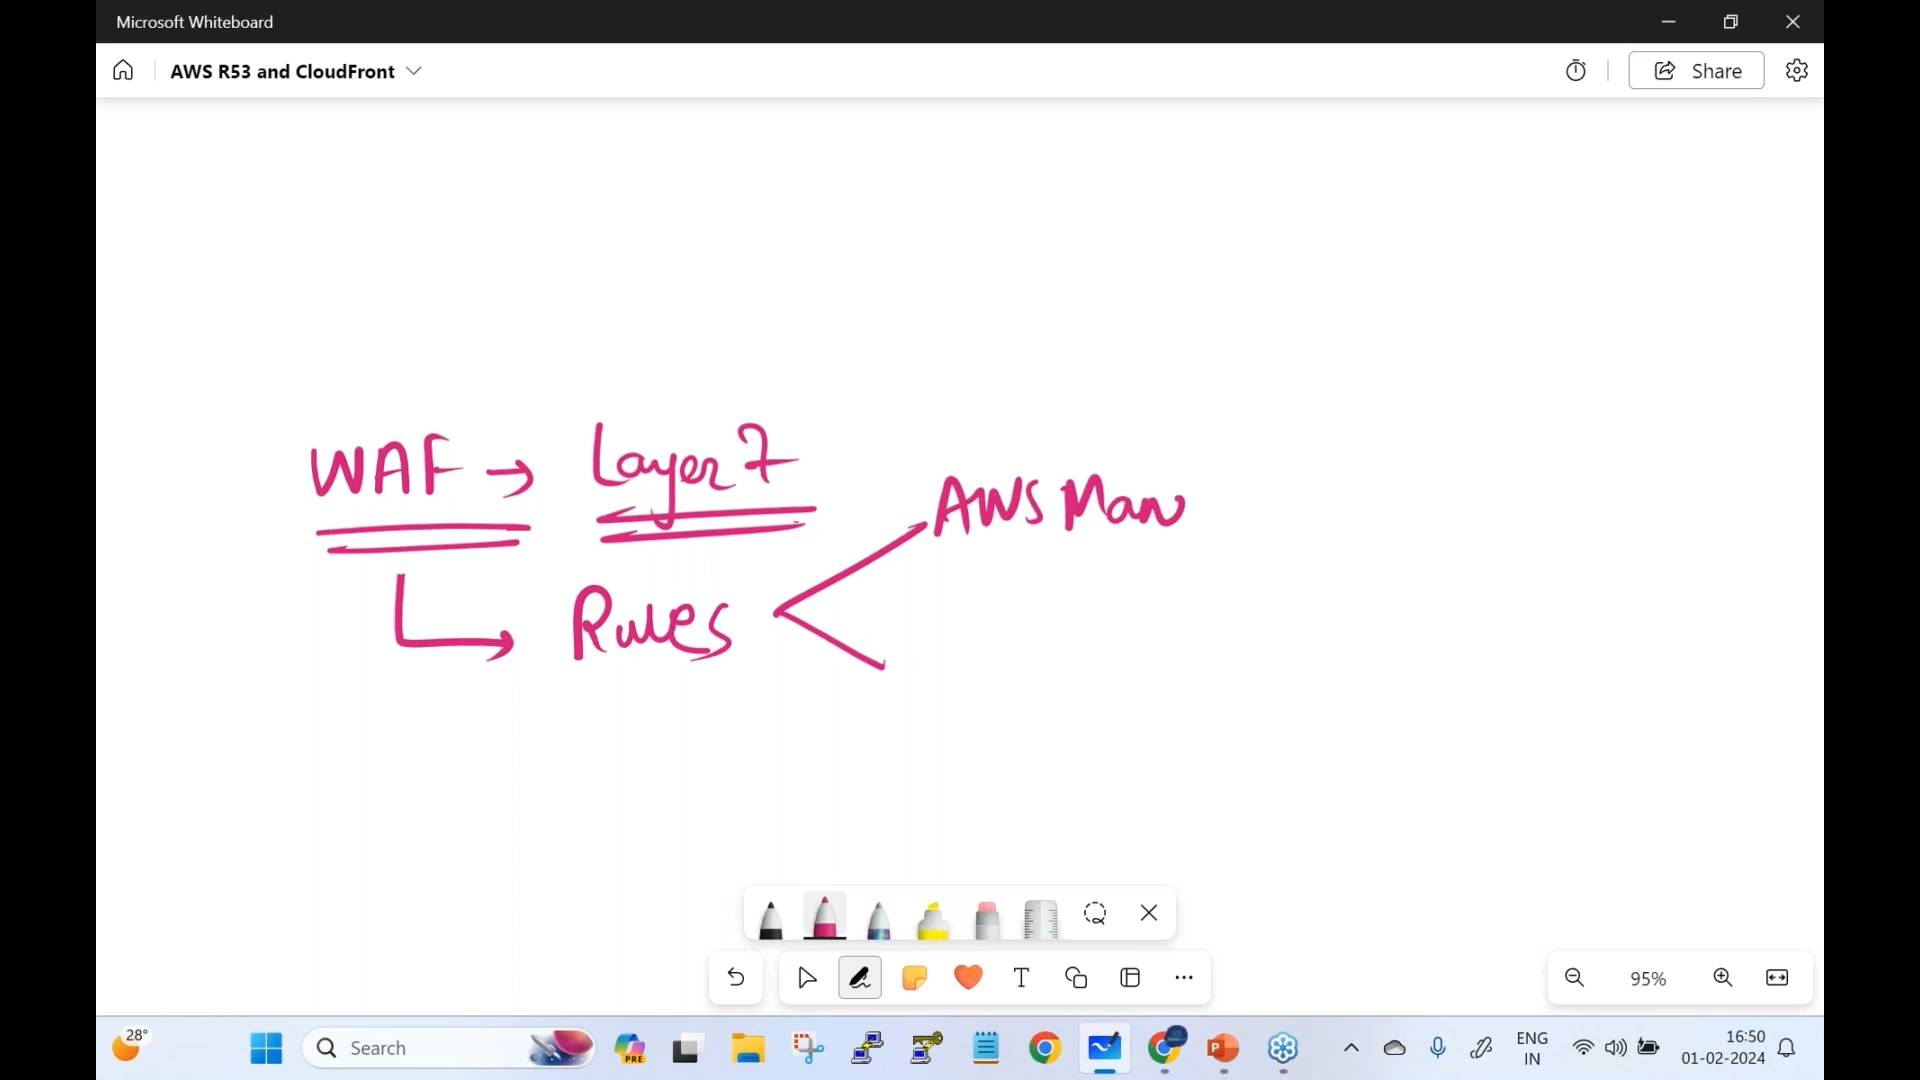 Microsoft Whiteboard
AWS R53 and CloudFront
Share
WAF → Layer 7
AWS Man
Rules
95%
28°
Search
PRE
ENG
IN
16:50
01-02-2024